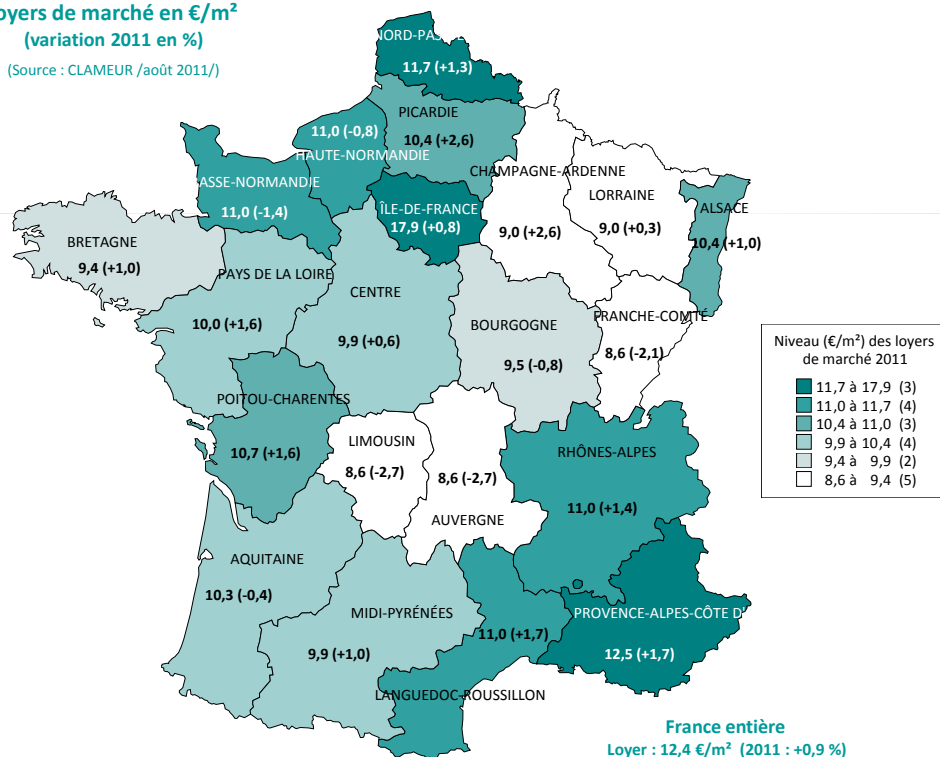 oyers de marché en €/m²
(variation 2011 en %)
(Source : CLAMEUR /août 2011/)
NORD-PAS-
11,7 (+1,3)
PICARDIE
10,4 (+2,6)
11,0 (-0,8)
HAUTE-NORMANDIE
ASSE-NORMANDIE
11,0 (-1,4)
ÎLE-DE-FRANCE
17,9 (+0,8)
CHAMPAGNE-ARDENNE
9,0 (+2,6)
LORRAINE
9,0 (+0,3)
ALSACE
10,4 (+1,0)
BRETAGNE
9,4 (+1,0)
PAYS DE LA LOIRE
10,0 (+1,6)
CENTRE
9,9 (+0,6)
BOURGOGNE
9,5 (-0,8)
FRANCHE-COMTÉ
8,6 (-2,1)
Niveau (€/m²) des loyers
de marché 2011
11,7 à 17,9 (3)
11,0 à 11,7 (4)
10,4 à 11,0 (3)
9,9 à 10,4 (4)
9,4 à 9,9 (2)
8,6 à 9,4 (5)
POITOU-CHARENTES
10,7 (+1,6)
LIMOUSIN
8,6 (-2,7)
8,6 (-2,7)
AUVERGNE
RHÔNES-ALPES
11,0 (+1,4)
AQUITAINE
10,3 (-0,4)
MIDI-PYRÉNÉES
9,9 (+1,0)
11,0 (+1,7)
LANGUEDOC-ROUSSILLON
PROVENCE-ALPES-CÔTE D
12,5 (+1,7)
France entière
Loyer : 12,4 €/m² (2011 : +0,9 %)